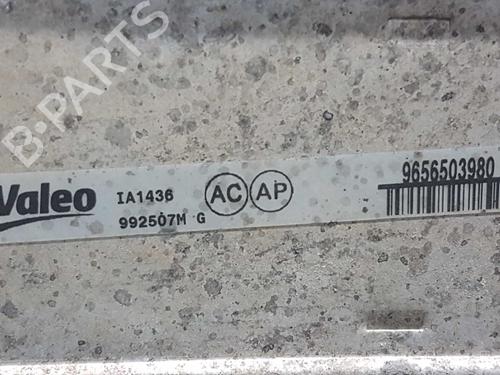 B-PARTS
Valeo
IA1436
992507M G
AC AP
9656503980